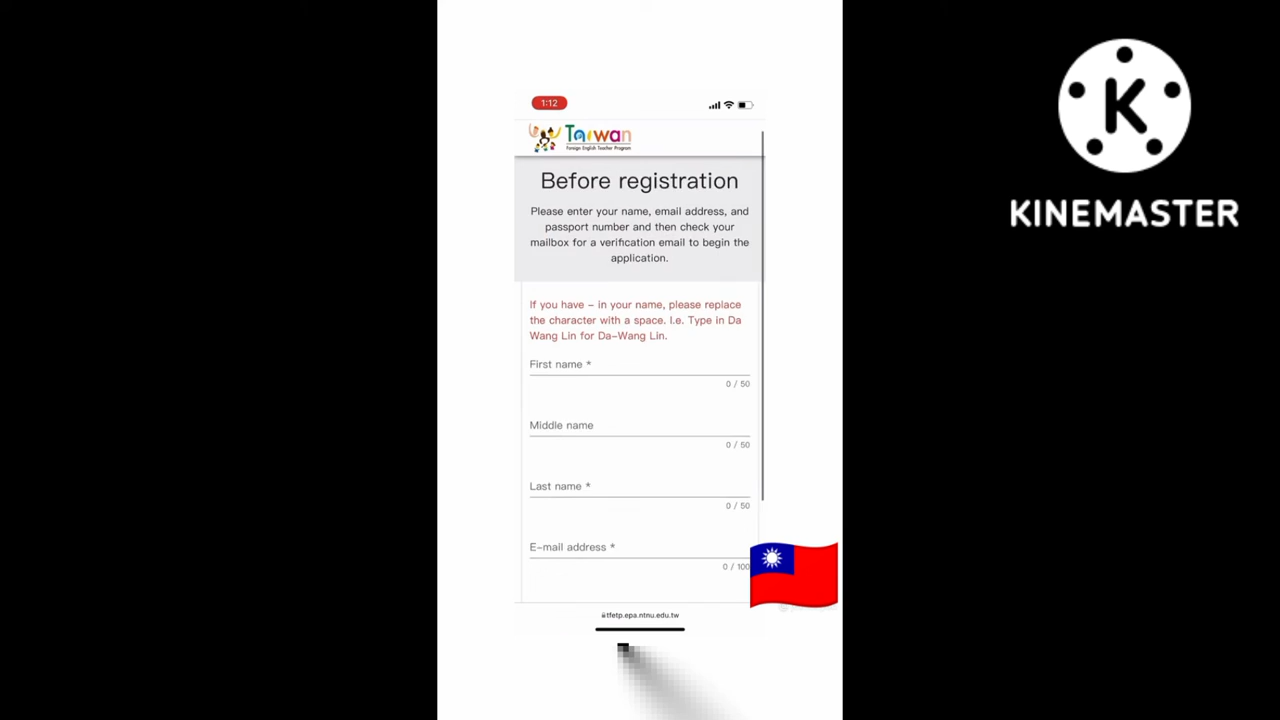 1:12
Taiwan
Foreign English Teacher Program
Before registration
Please enter your name, email address, and
passport number and then check your
mailbox for a verification email to begin the
application.
If you have - in your name, please replace
the character with a space. I.e. Type in Da
Wang Lin for Da-Wang Lin.
First name *
0 / 50
Middle name
0 / 50
Last name *
0 / 50
E-mail address *
0 / 100
tfetp.epa.ntnu.edu.tw
K
KINEMASTER